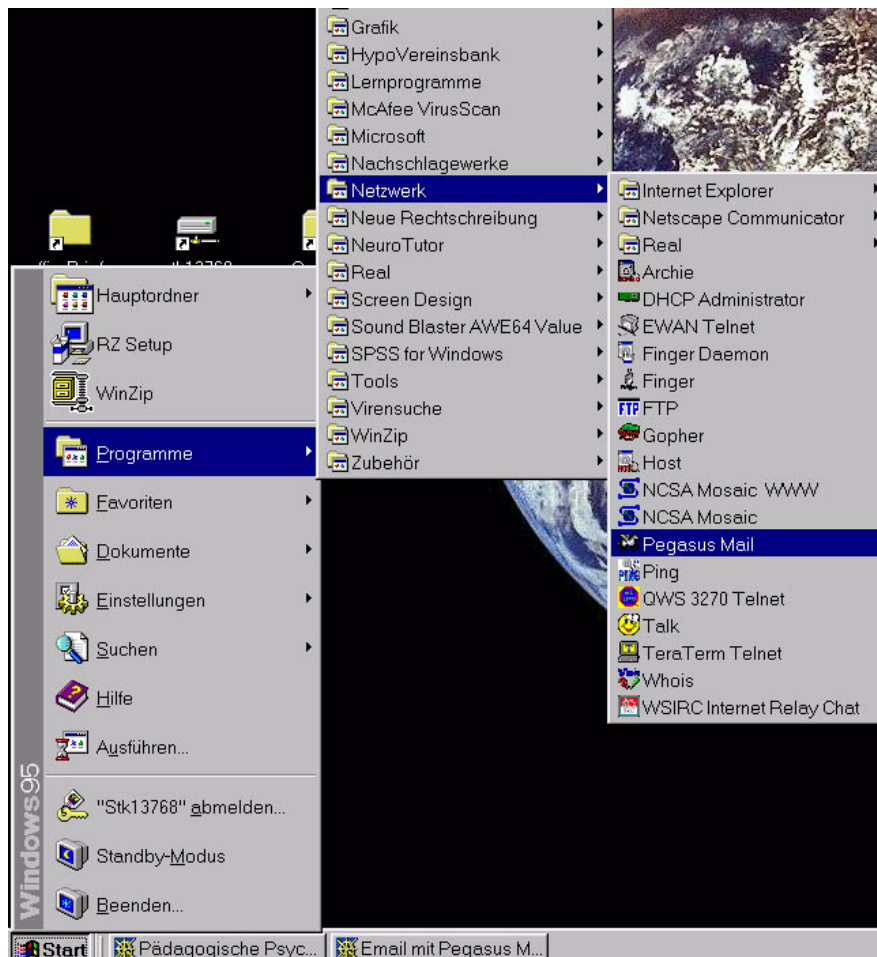 Grafik
HypoVereinsbank
Lernprogramme
McAfee VirusScan
Microsoft
Nachschlagewerke
Netzwerk
Neue Rechtschreibung
NeuroTutor
Real
Screen Design
Sound Blaster AWE64 Value
SPSS for Windows
Tools
Virensuche
WinZip
Zubehör
Internet Explorer
Netscape Communicator
Real
Archie
DHCP Administrator
EWAN Telnet
Finger Daemon
Finger
FTP
Gopher
Host
NCSA Mosaic WWW
NCSA Mosaic
Pegasus Mail
Ping
QWS 3270 Telnet
Talk
TeraTerm Telnet
Whois
WSIRC Internet Relay Chat
Hauptordner
RZ Setup
WinZip
Programme
Favoriten
Dokumente
Einstellungen
Suchen
Hilfe
Ausführen...
"Stk13768" abmelden...
Standby-Modus
Beenden...
Windows95
Start
Pädagogische Psyc...
Email mit Pegasus M...